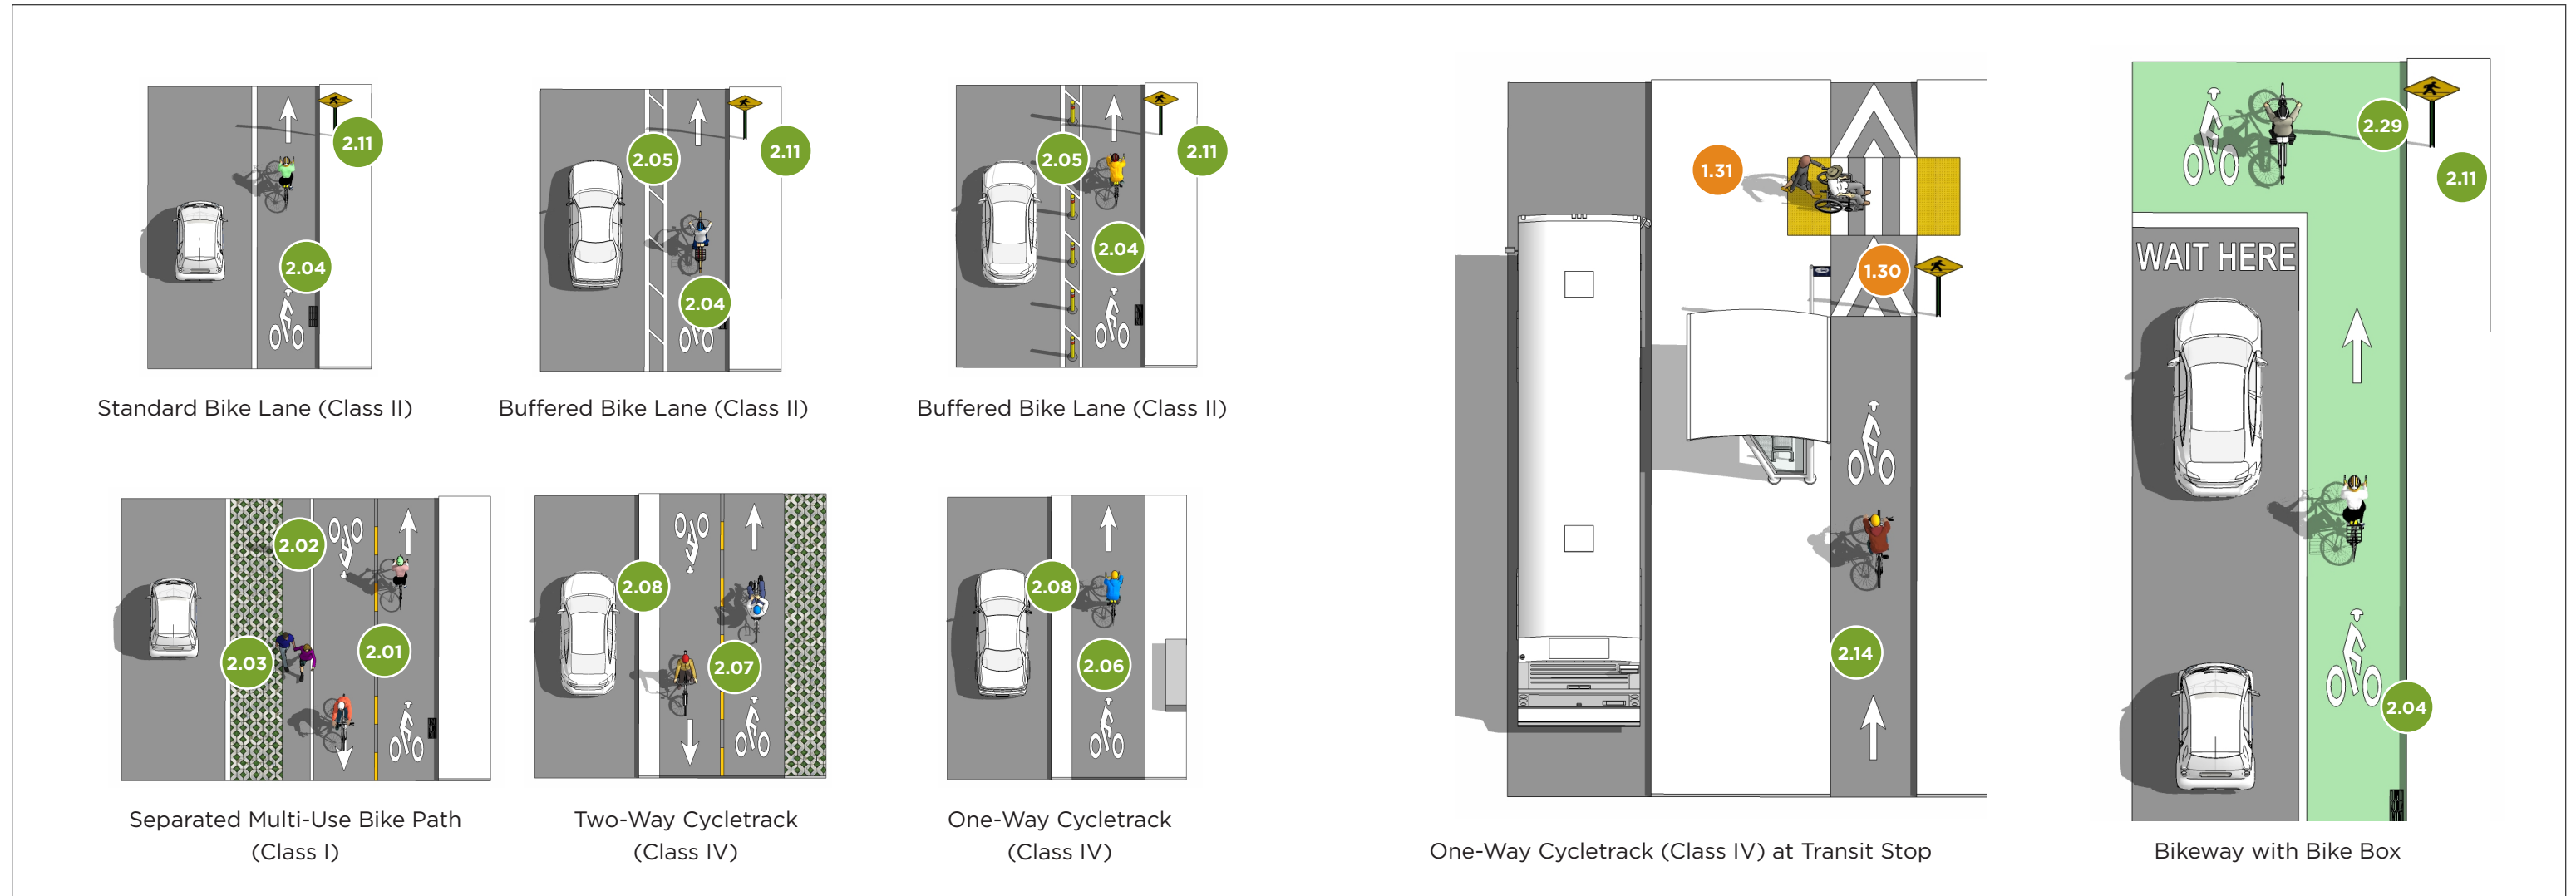 2.11
2.04
Standard Bike Lane (Class II)
2.05
2.11
2.04
Buffered Bike Lane (Class II)
2.05
2.11
2.04
Buffered Bike Lane (Class II)
2.02
2.03
2.01
Separated Multi-Use Bike Path
(Class I)
2.08
2.07
Two-Way Cycletrack
(Class IV)
2.08
2.06
One-Way Cycletrack
(Class IV)
1.31
1.30
2.14
One-Way Cycletrack (Class IV) at Transit Stop
2.29
2.11
WAIT HERE
2.04
Bikeway with Bike Box